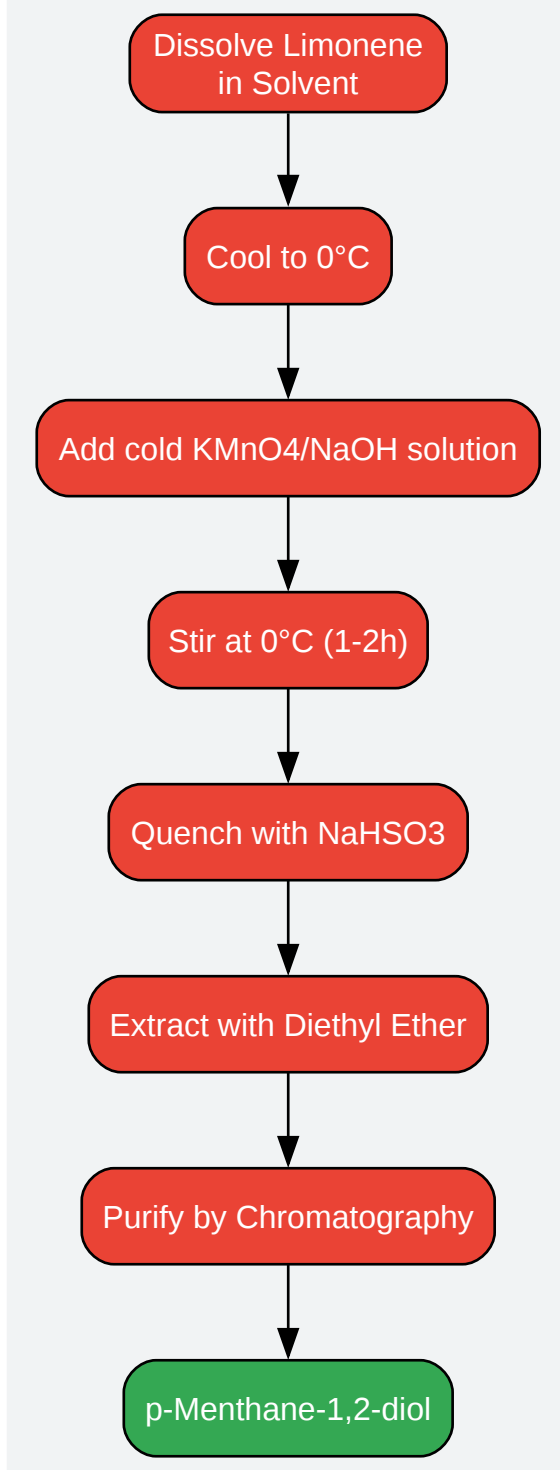 Dissolve Limonene
in Solvent
Cool to 0°C
Add cold KMnO4/NaOH solution
Stir at 0°C (1-2h)
Quench with NaHSO3
Extract with Diethyl Ether
Purify by Chromatography
p-Menthane-1,2-diol